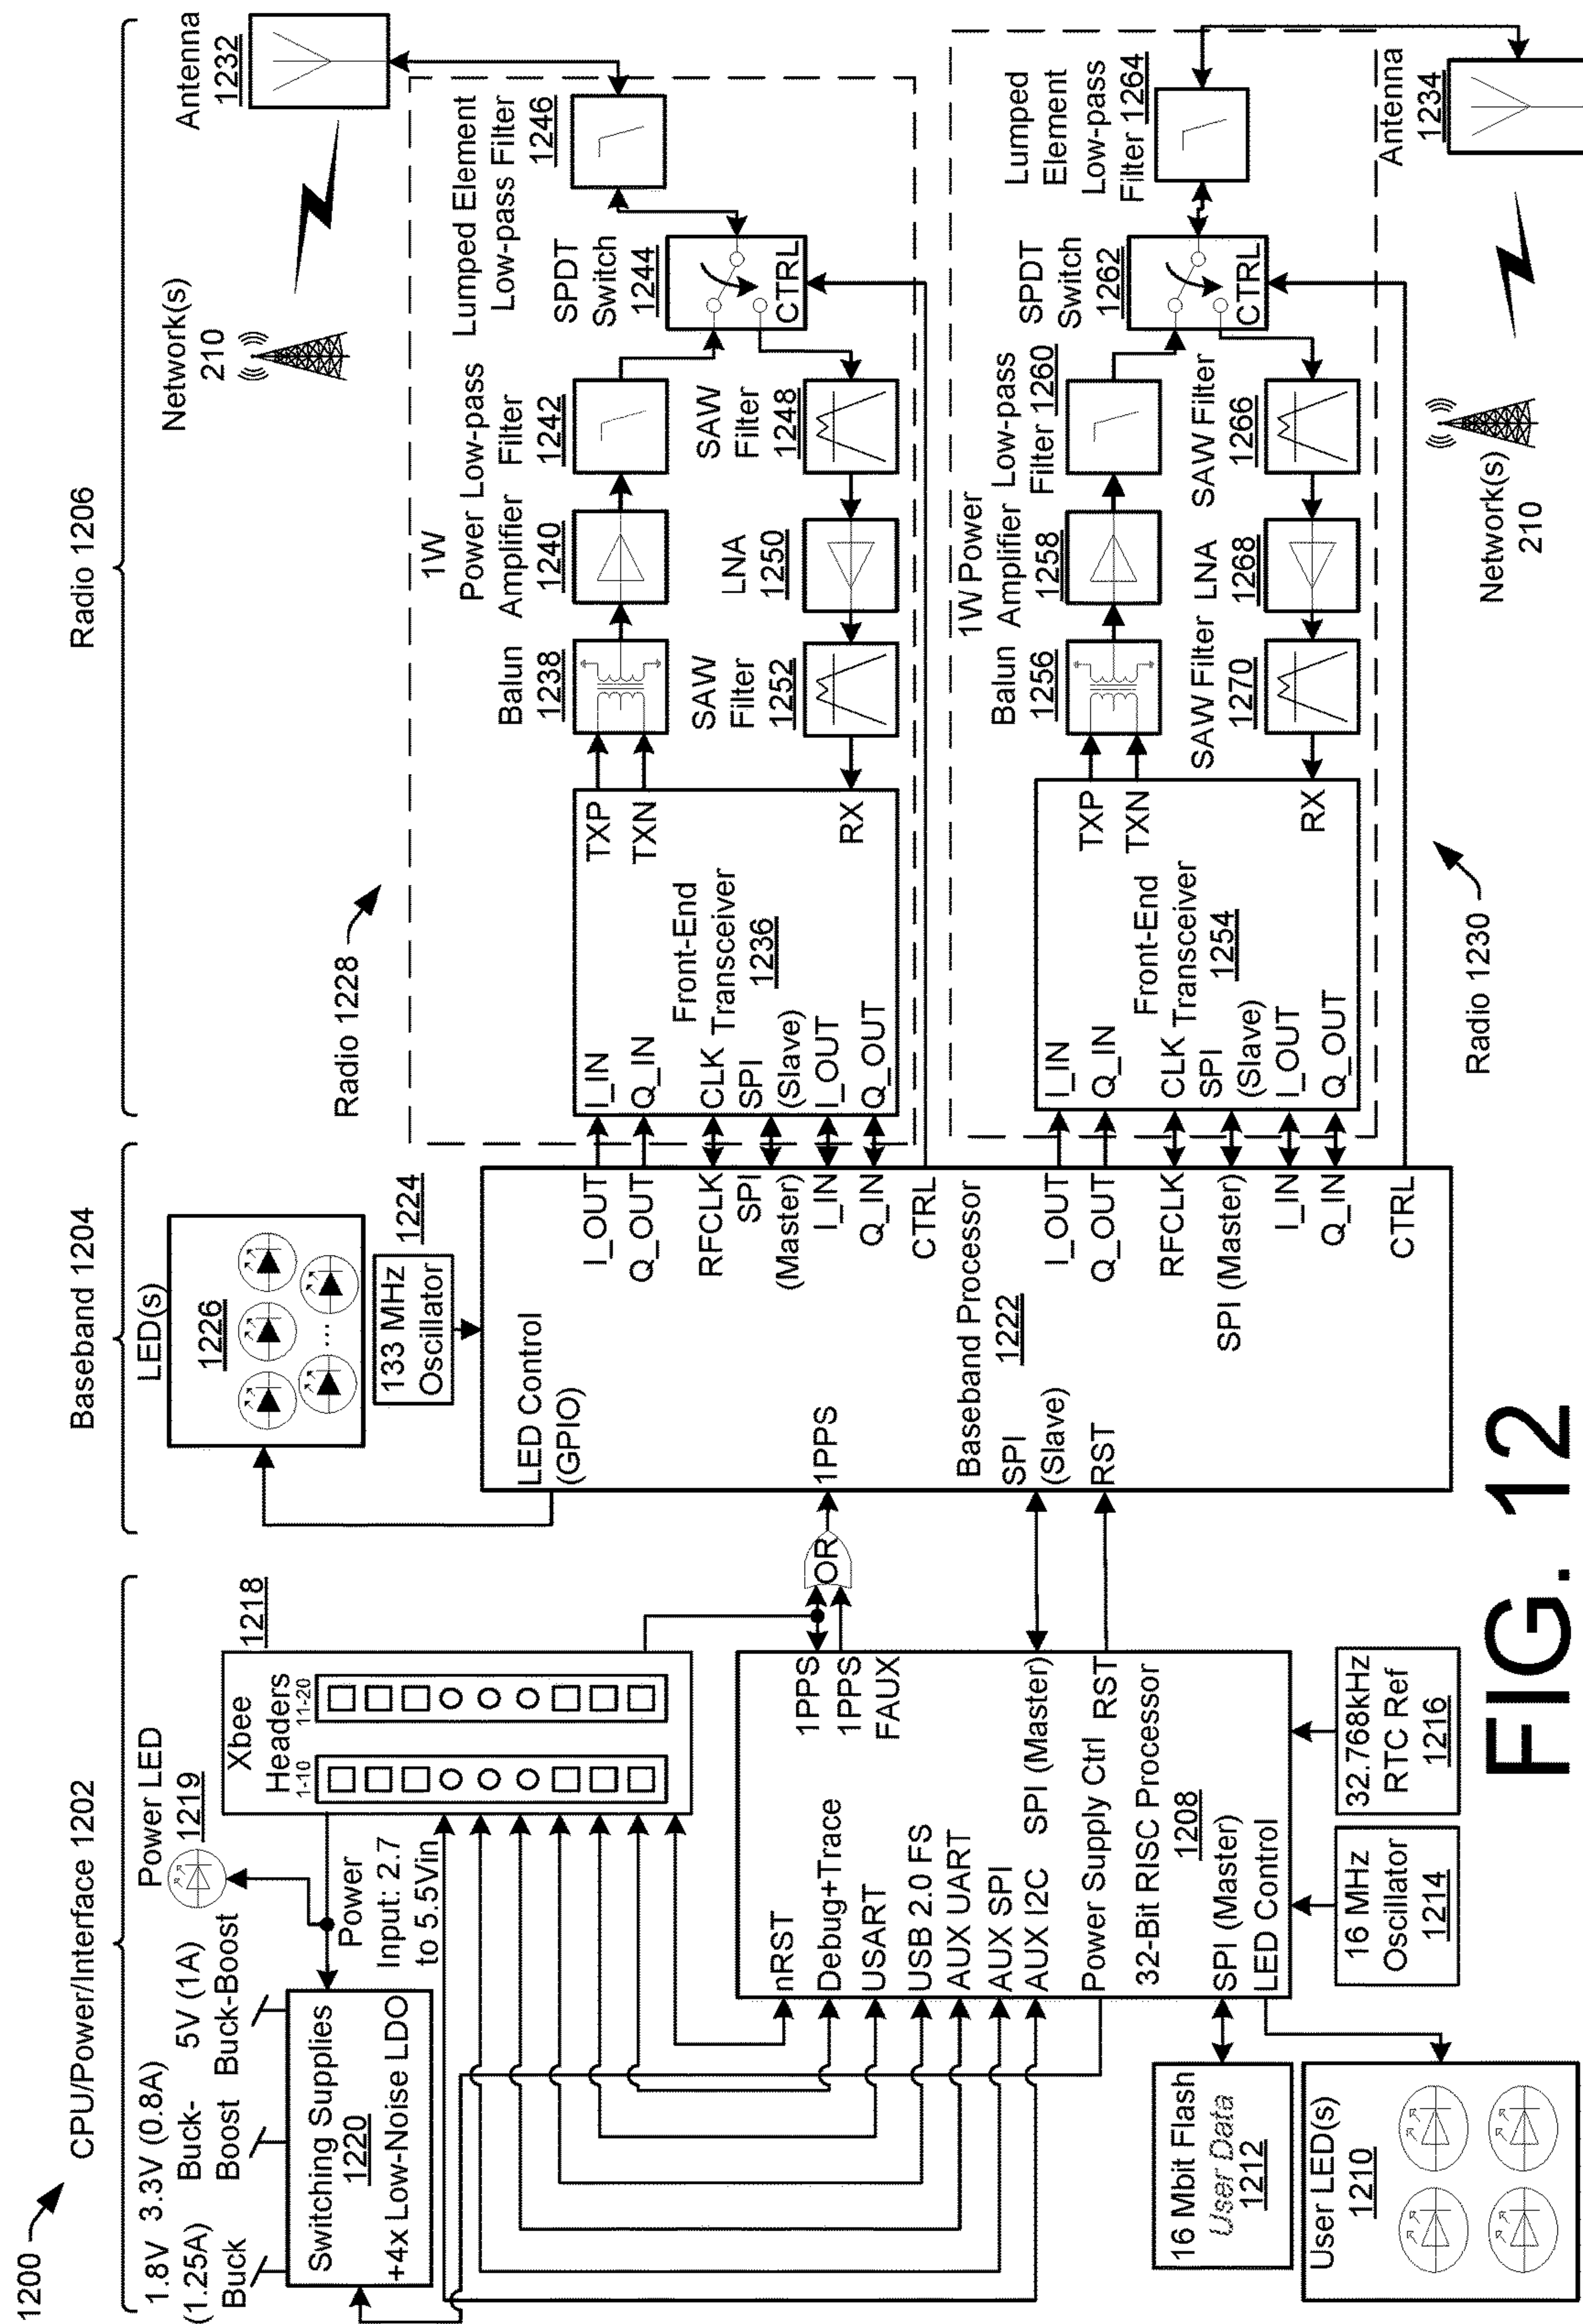 1200
CPU/Power/Interface 1202
Baseband 1204
Radio 1206
1.8V
(1.25A)
Buck
3.3V (0.8A)
Buck-
Boost
5V (1A)
Buck-Boost
Power LED
1219
Switching Supplies
1220
+4x Low-Noise LDO
Power
Input: 2.7
to 5.5Vin
Xbee
Headers
1-10
11-20
1218
nRST
Debug+Trace
USART
USB 2.0 FS
AUX UART
AUX SPI
AUX I2C
Power Supply Ctrl
32-Bit RISC Processor
1208
SPI (Master)
LED Control
1PPS
1PPS
FAUX
SPI (Master)
RST
OR
16 Mbit Flash
User Data
1212
User LED(s)
1210
16 MHz
Oscillator
1214
32.768kHz
RTC Ref
1216
LED(s)
1226
...
133 MHz
Oscillator
1224
LED Control
(GPIO)
1PPS
Baseband Processor
1222
SPI
(Slave)
RST
I_OUT
Q_OUT
RFCLK
SPI
(Master)
I_IN
Q_IN
CTRL
I_OUT
Q_OUT
RFCLK
SPI (Master)
I_IN
Q_IN
CTRL
Radio 1228
I_IN
Q_IN
CLK
SPI
(Slave)
I_OUT
Q_OUT
Front-End
Transceiver
1236
TXP
TXN
RX
Balun
1238
1W
Power
Amplifier
1240
Low-pass
Filter
1242
SPDT
Switch
1244
CTRL
Lumped Element
Low-pass Filter
1246
SAW
Filter
1248
LNA
1250
SAW
Filter
1252
Network(s)
210
Antenna
1232
I_IN
Q_IN
CLK
SPI
(Slave)
I_OUT
Q_OUT
Front-End
Transceiver
1254
TXP
TXN
RX
Balun
1256
1W Power
Amplifier
1258
Low-pass
Filter 1260
SPDT
Switch
1262
CTRL
Lumped
Element
Low-pass
Filter 1264
SAW Filter
1266
LNA
1268
SAW Filter
1270
Radio 1230
Network(s)
210
Antenna
1234
FIG. 12